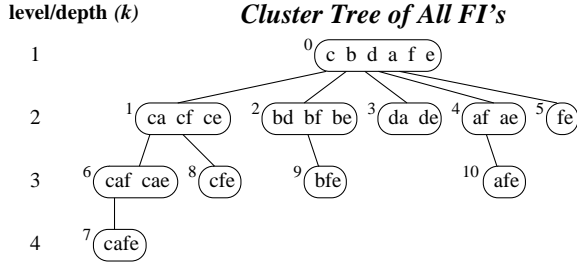 level/depth (k) Cluster Tree of All FI's
1 0 c b d a f e
2 1 ca cf ce 2 bd bf be 3 da de 4 af ae 5 fe
3 6 caf cae 8 cfe 9 bfe 10 afe
4 7 cafe